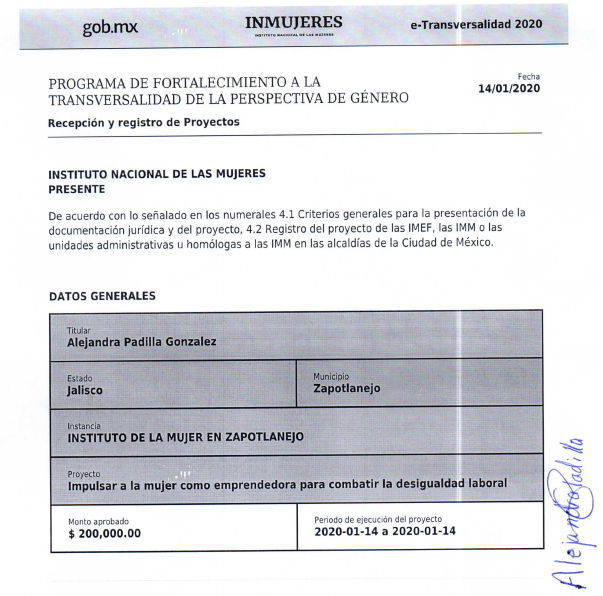 gob.mx
INMUJERES
INSTITUTO NACIONAL DE LAS MUJERES
e-Transversalidad 2020
PROGRAMA DE FORTALECIMIENTO A LA
TRANSVERSALIDAD DE LA PERSPECTIVA DE GÉNERO
Fecha
14/01/2020
Recepción y registro de Proyectos
INSTITUTO NACIONAL DE LAS MUJERES
PRESENTE
De acuerdo con lo señalado en los numerales 4.1 Criterios generales para la presentación de la
documentación jurídica y del proyecto, 4.2 Registro del proyecto de las IMEF, las IMM o las
unidades administrativas u homólogas a las IMM en las alcaldías de la Ciudad de México.
DATOS GENERALES
Titular
Alejandra Padilla Gonzalez
Estado
Jalisco
Municipio
Zapotlanejo
Instancia
INSTITUTO DE LA MUJER EN ZAPOTLANEJO
Proyecto
Impulsar a la mujer como emprendedora para combatir la desigualdad laboral
Monto aprobado
$ 200,000.00
Periodo de ejecución del proyecto
2020-01-14 a 2020-01-14
Alejandra Padilla